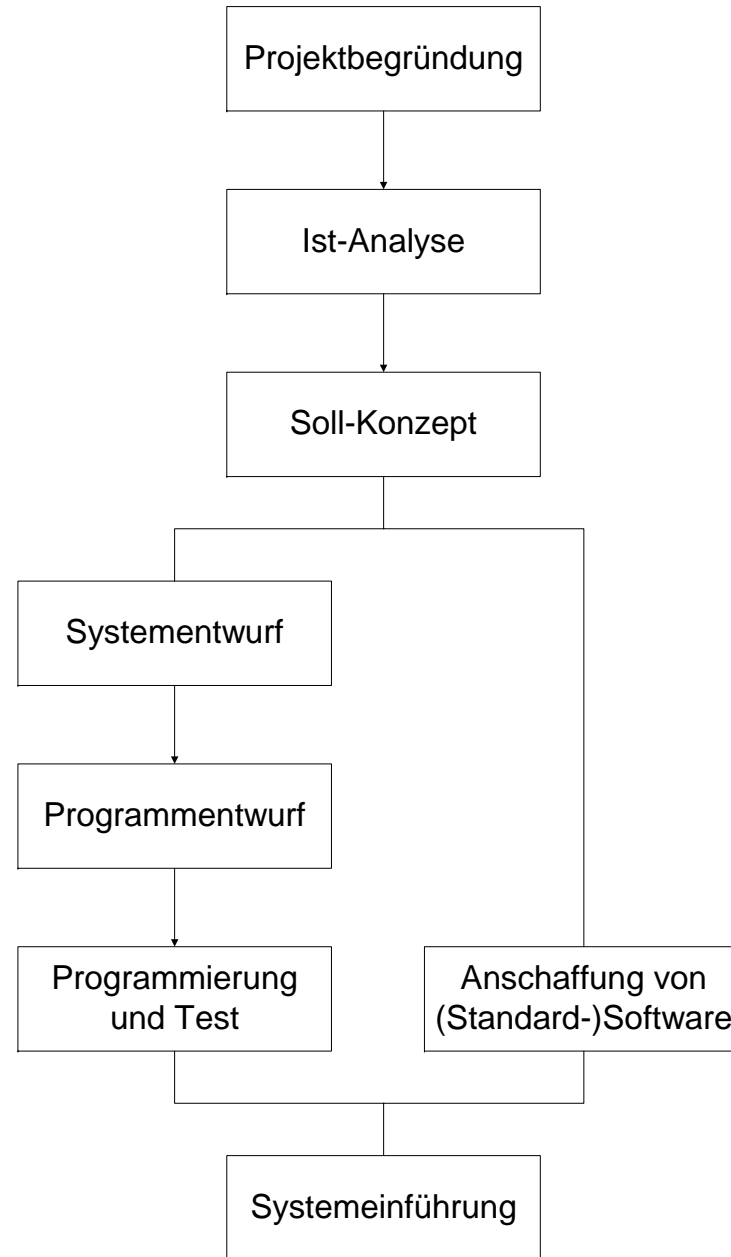 Projektbegründung
Ist-Analyse
Soll-Konzept
Systementwurf
Programmentwurf
Programmierung
und Test
Anschaffung von
(Standard-)Software
Systemeinführung